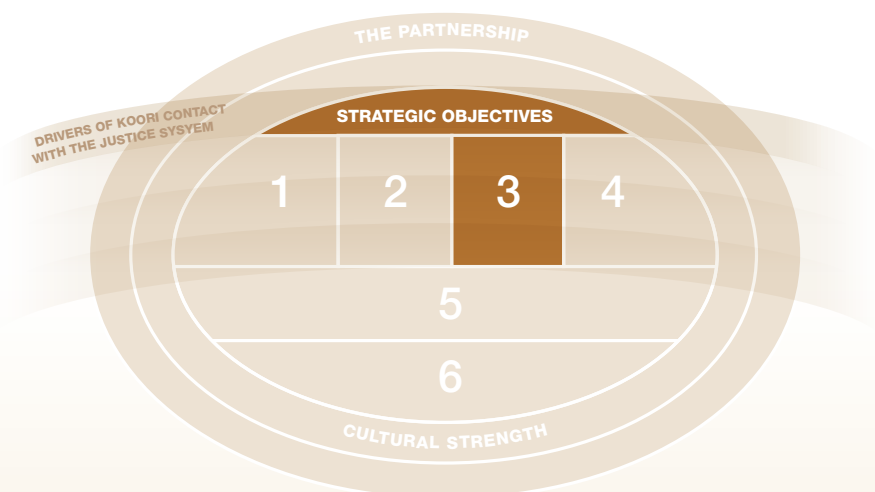 THE PARTNERSHIP
DRIVERS OF KOORI CONTACT
WITH THE JUSTICE SYSYEM
STRATEGIC OBJECTIVES
1
2
3
4
5
6
CULTURAL STRENGTH